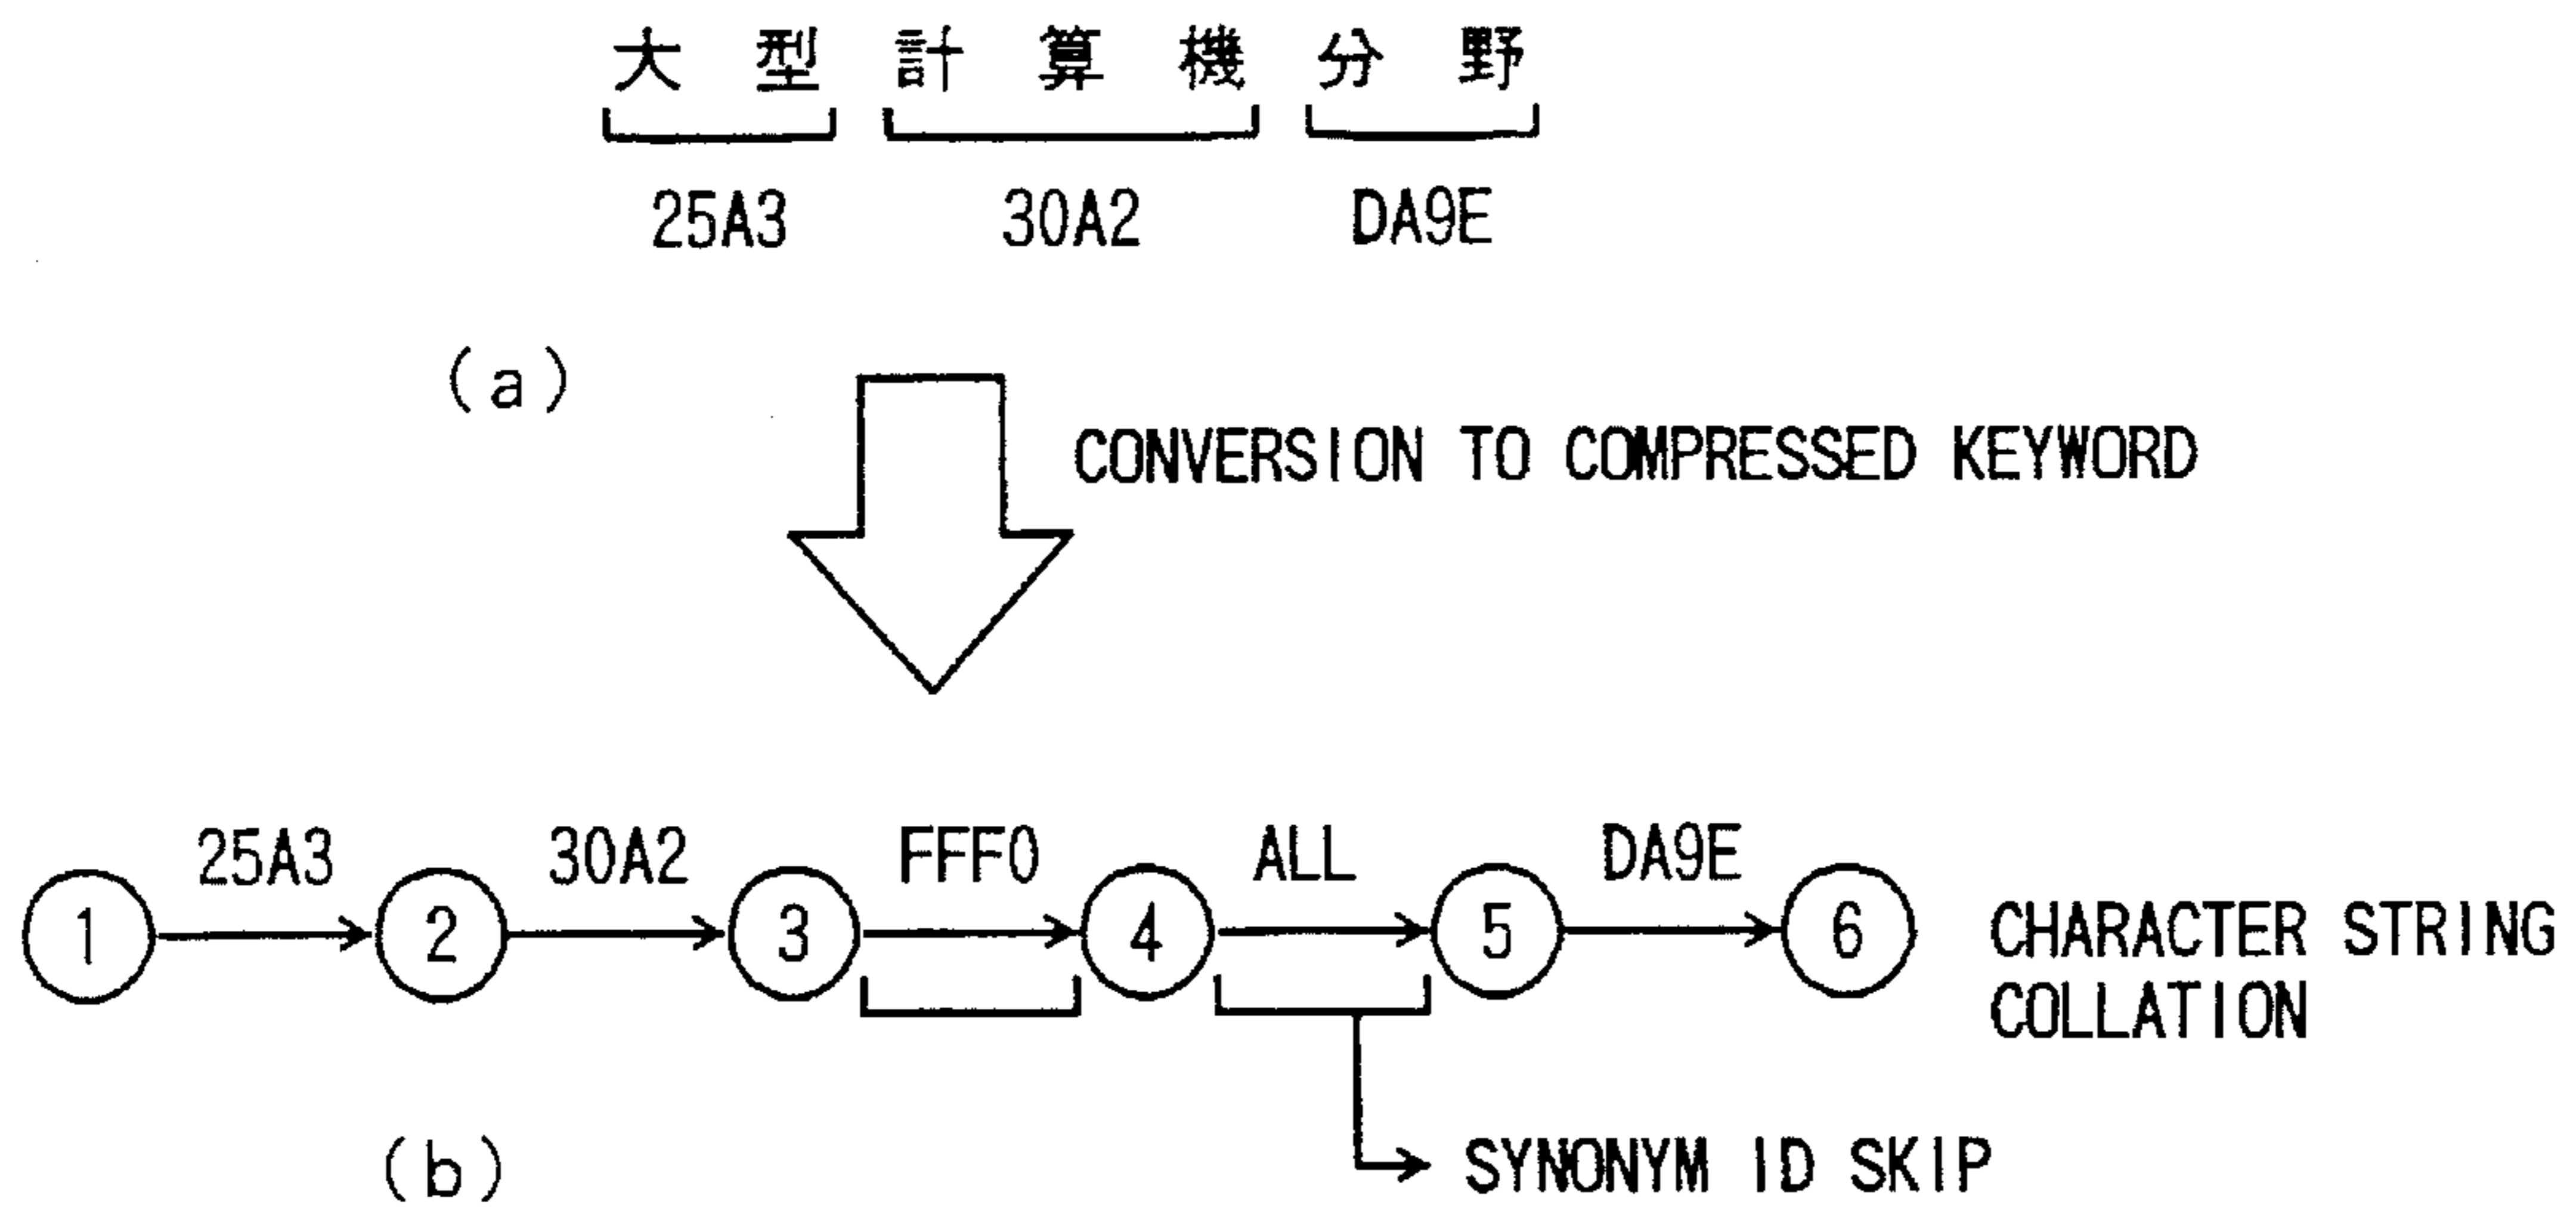 大型計算機分野
25A3 30A2 DA9E
(a)
CONVERSION TO COMPRESSED KEYWORD
25A3 30A2 FFF0 ALL DA9E
1 2 3 4 5 6
CHARACTER STRING
COLLATION
(b)
SYNONYM ID SKIP